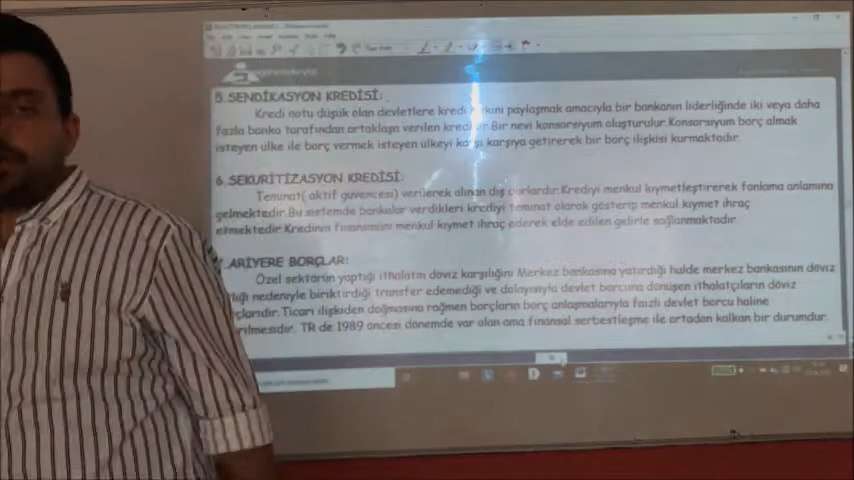 5.SENDİKASYON KREDİSİ:
Kredi notu düşük olan devletlere kredi riskini paylaşmak amacıyla bir bankanın liderliğinde iki veya daha
fazla banka tarafından ortaklaşa verilen kredidir. Bir nevi konsorsiyum oluşturulur.Konsorsiyum borç almak
isteyen ülke ile borç vermek isteyen ülkeyi karşı karşıya getirerek bir borç ilişkisi kurmaktadır.
6.SEKURİTİZASYON KREDİSİ:
Teminat( aktif güvencesi) verilerek alınan dış borçlardır.Krediyi menkul kıymetleştirerek fonlama anlamına
gelmektedir.Bu sistemde bankalar verdikleri krediyi teminat olarak gösterip menkul kıymet ihraç
etmektedir.Kredinin finansmanı menkul kıymet ihraç ederek elde edilen gelirle sağlanmaktadır.
ARİYERE BORÇLAR:
Özel sektörün yaptığı ithalatın döviz karşılığını Merkez bankasına yatırdığı halde merkez bankasının döviz
nedeniyle biriktirdiği transfer edemediği ve dolayısıyla devlet borcuna dönüşen ithalatçıların döviz
Ticari ilişkiden doğmasına rağmen borçların borç anlaşmalarıyla faizli devlet borcu haline
TR de 1989 öncesi dönemde var olan ama finansal serbestleşme ile ortadan kalkan bir durumdur.